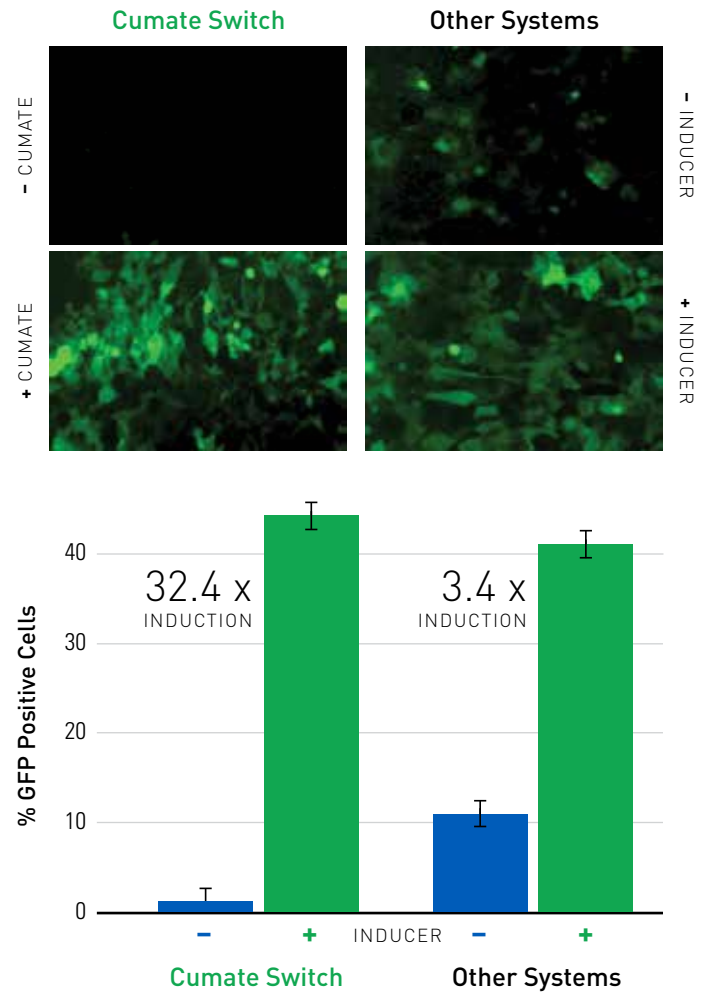 Cumate Switch
Other Systems
– CUMATE
– INDUCER
+ CUMATE
+ INDUCER
% GFP Positive Cells
40
30
20
10
0
32.4 x
INDUCTION
3.4 x
INDUCTION
– + INDUCER – +
Cumate Switch
Other Systems